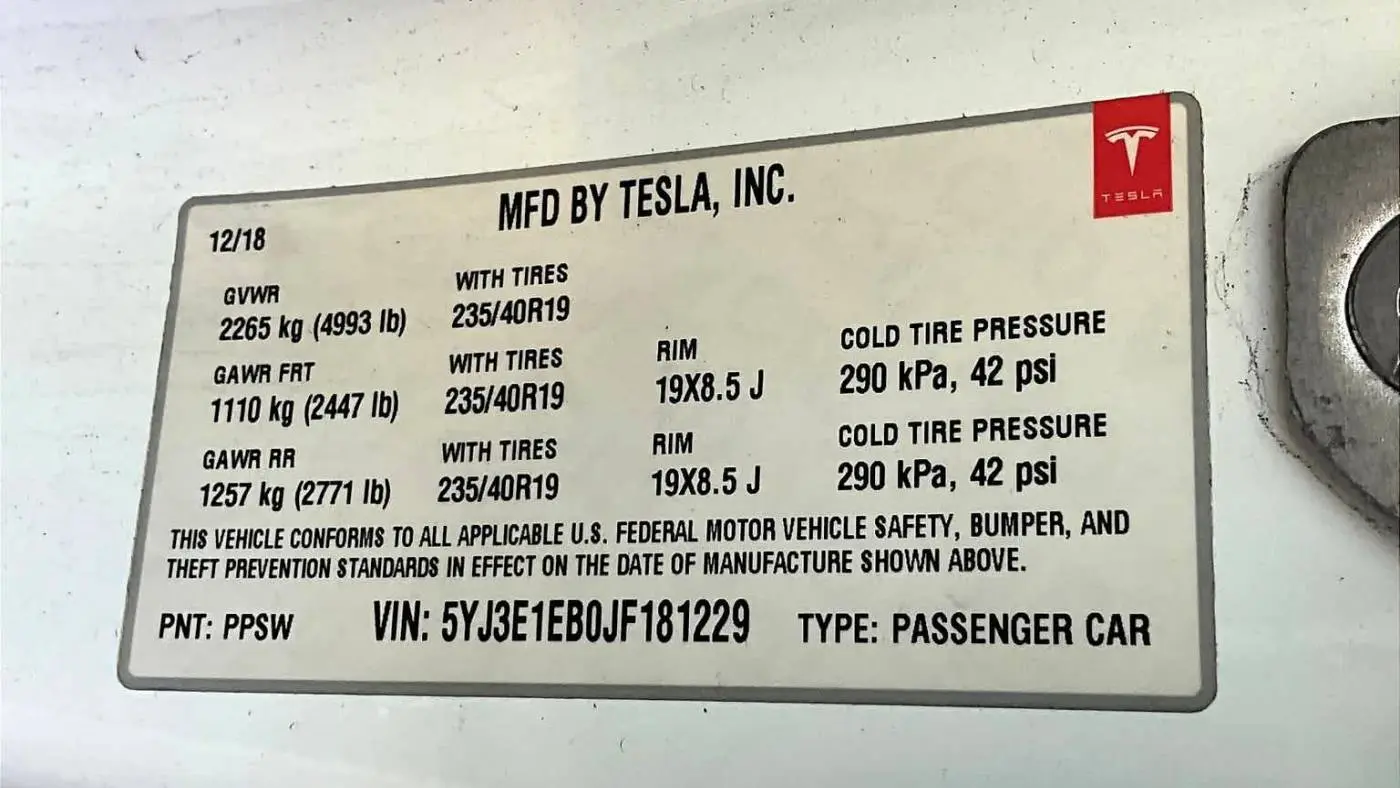 MFD BY TESLA, INC.
TESLA
12/18
GVWR WITH TIRES
2265 kg (4993 lb) 235/40R19
GAWR FRT WITH TIRES RIM COLD TIRE PRESSURE
1110 kg (2447 lb) 235/40R19 19X8.5 J 290 kPa, 42 psi
GAWR RR WITH TIRES RIM COLD TIRE PRESSURE
1257 kg (2771 lb) 235/40R19 19X8.5 J 290 kPa, 42 psi
THIS VEHICLE CONFORMS TO ALL APPLICABLE U.S. FEDERAL MOTOR VEHICLE SAFETY, BUMPER, AND
THEFT PREVENTION STANDARDS IN EFFECT ON THE DATE OF MANUFACTURE SHOWN ABOVE.
PNT: PPSW VIN: 5YJ3E1EB0JF181229 TYPE: PASSENGER CAR